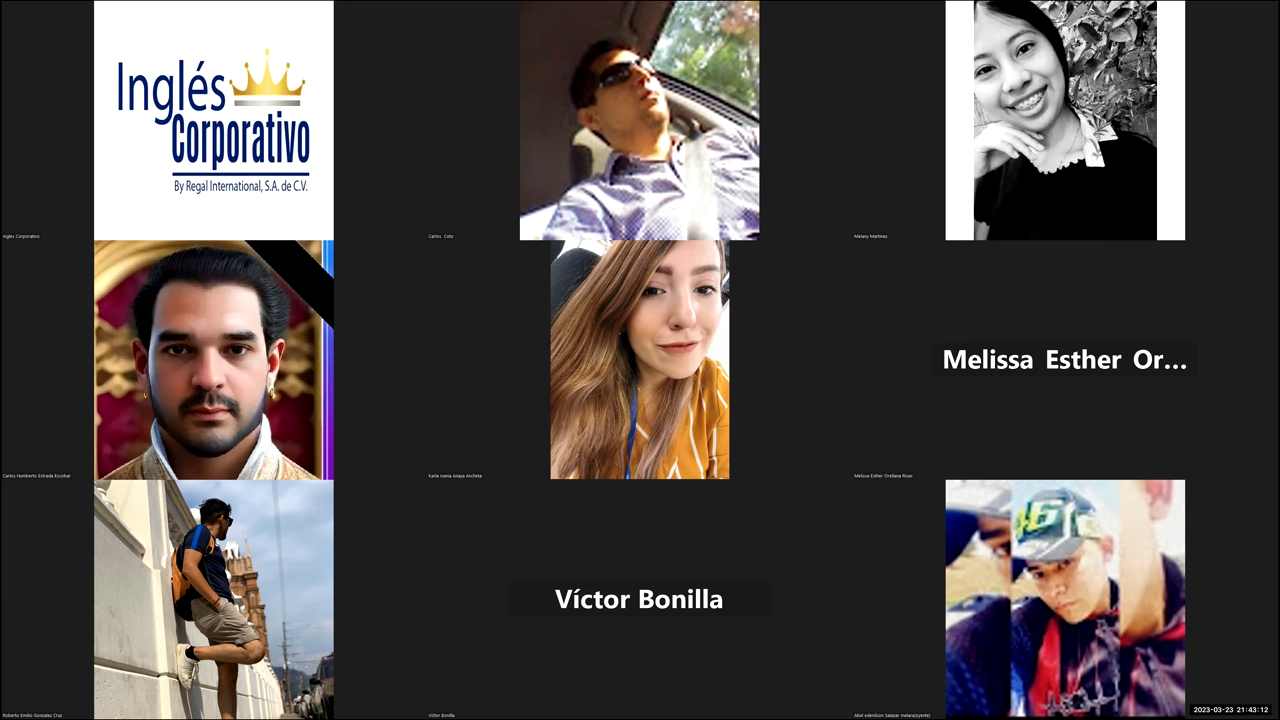 Inglés
Corporativo
By Regal International, S.A. de C.V.
Ingles Corporativo
Carlos Coto
Melany Martinez
Melissa Esther Or...
Carlos Humberto Estrada Escobar
Karla Ivania Anaya Ancheta
Melissa Esther Orellana Rivas
46
Víctor Bonilla
Roberto Emilio Gonzalez Cruz
Víctor Bonilla
Abel edenilson Salazar melara(oyente)
2023-03-23 21:43:12